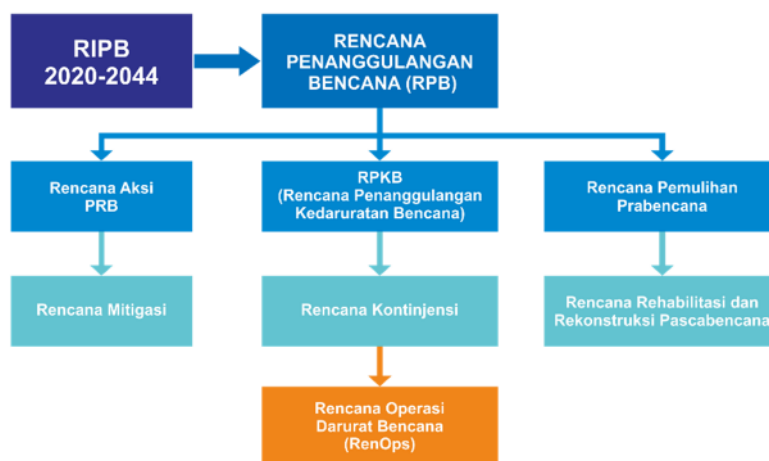 RIPB
2020-2044
RENCANA
PENANGGULANGAN
BENCANA (RPB)
Rencana Aksi
PRB
RPKB
(Rencana Penanggulangan
Kedaruratan Bencana)
Rencana Pemulihan
Prabencana
Rencana Mitigasi
Rencana Kontinjensi
Rencana Rehabilitasi dan
Rekonstruksi Pascabencana
Rencana Operasi
Darurat Bencana
(RenOps)